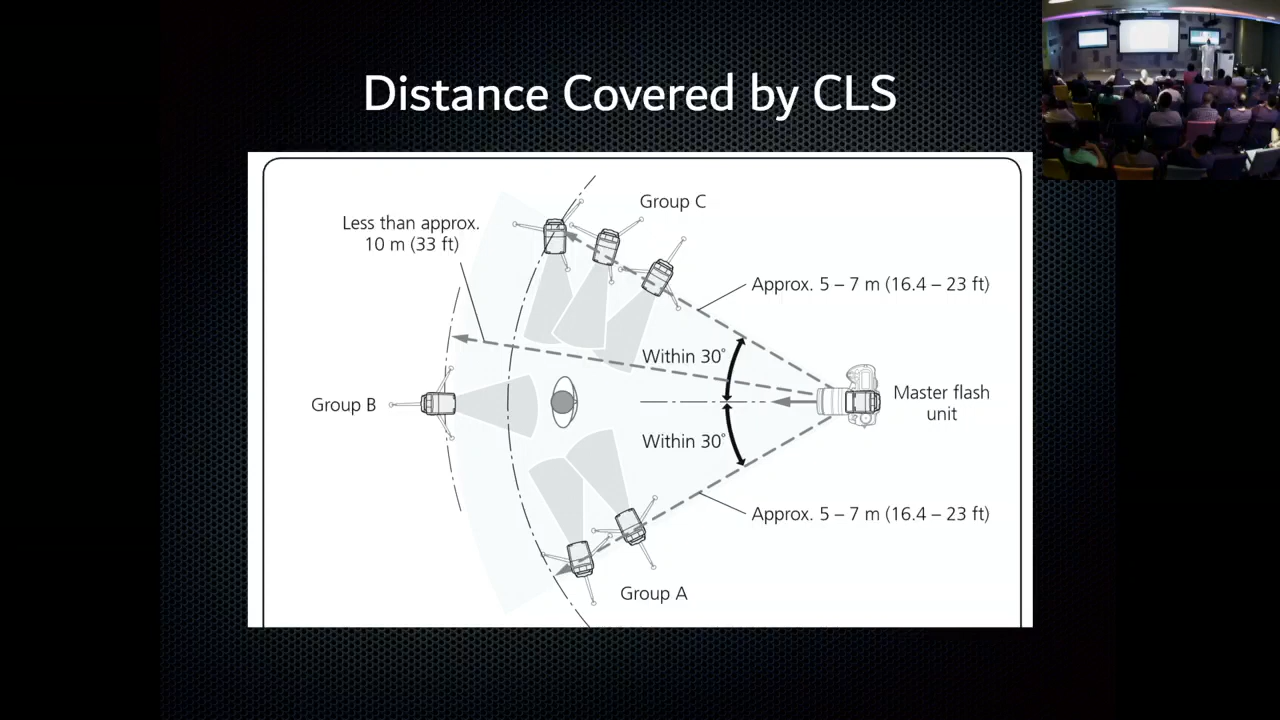 Distance Covered by CLS
Group C
Less than approx.
10 m (33 ft)
Approx. 5 – 7 m (16.4 – 23 ft)
Within 30˚
Group B
Master flash
unit
Within 30˚
Approx. 5 – 7 m (16.4 – 23 ft)
Group A